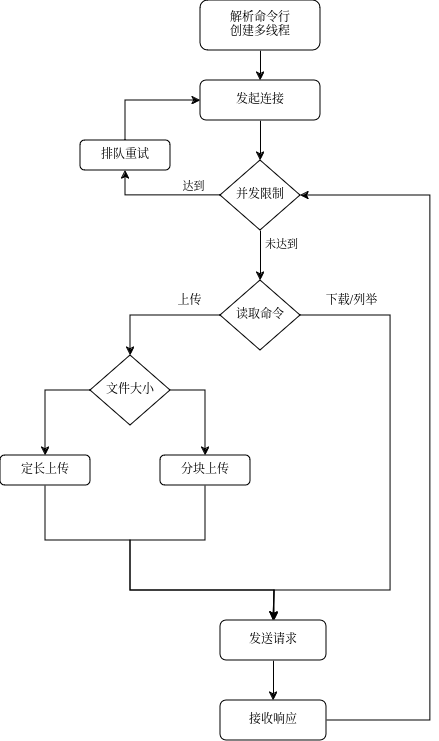 解析命令行
创建多线程
发起连接
排队重试
达到
并发限制
未达到
上传
读取命令
下载/列举
文件大小
定长上传
分块上传
发送请求
接收响应